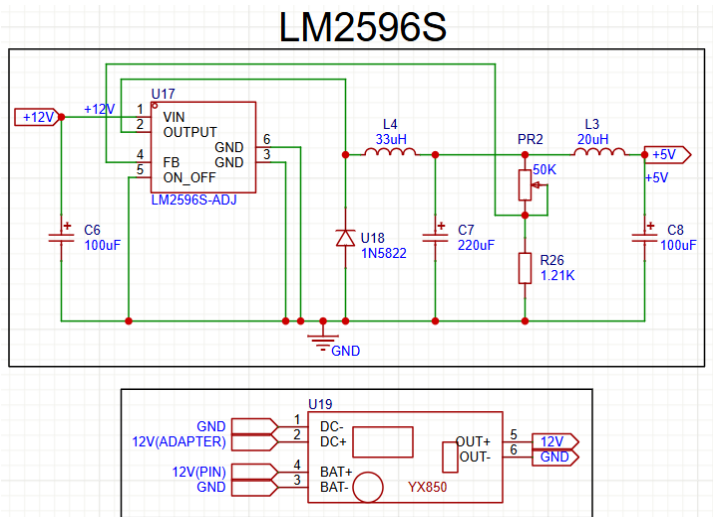 LM2596S
U17
+12V
+12V
1
VIN
2
OUTPUT
GND
6
4
FB
GND
3
5
ON_OFF
LM2596S-ADJ
L4
33uH
PR2
50K
L3
20uH
+5V
+5V
C6
100uF
U18
1N5822
C7
220uF
R26
1.21K
C8
100uF
GND
U19
GND
1
DC-
12V(ADAPTER)
2
DC+
OUT+
5
12V
OUT-
6
GND
12V(PIN)
4
BAT+
GND
3
BAT-
YX850